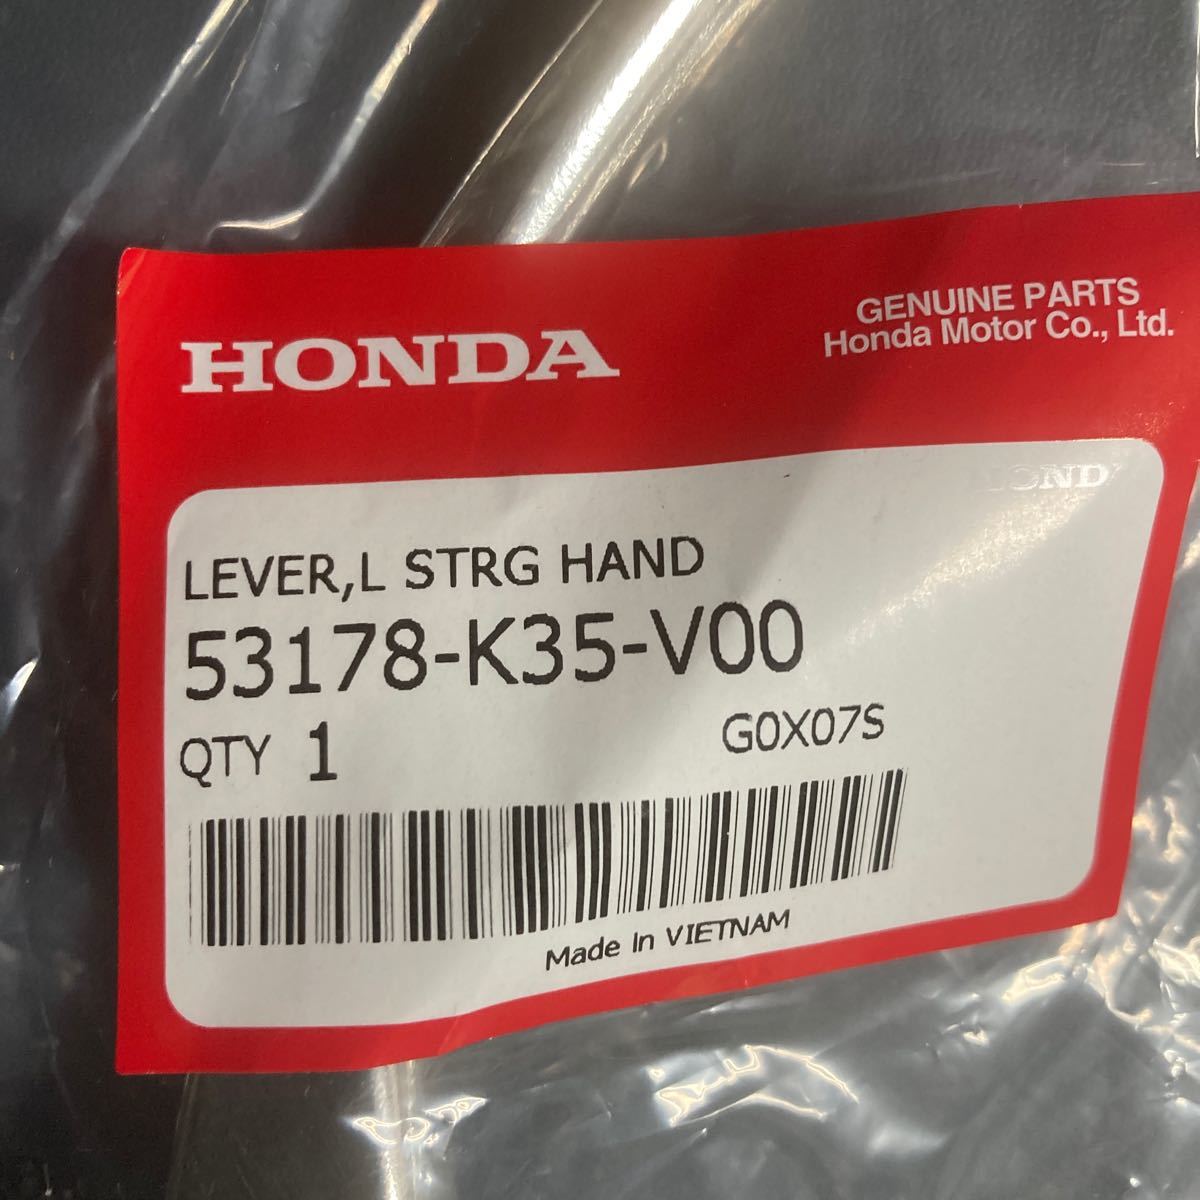 HONDA
GENUINE PARTS
Honda Motor Co., Ltd.
LEVER,L STRG HAND
53178-K35-V00
QTY 1
G0X07S
Made In VIETNAM